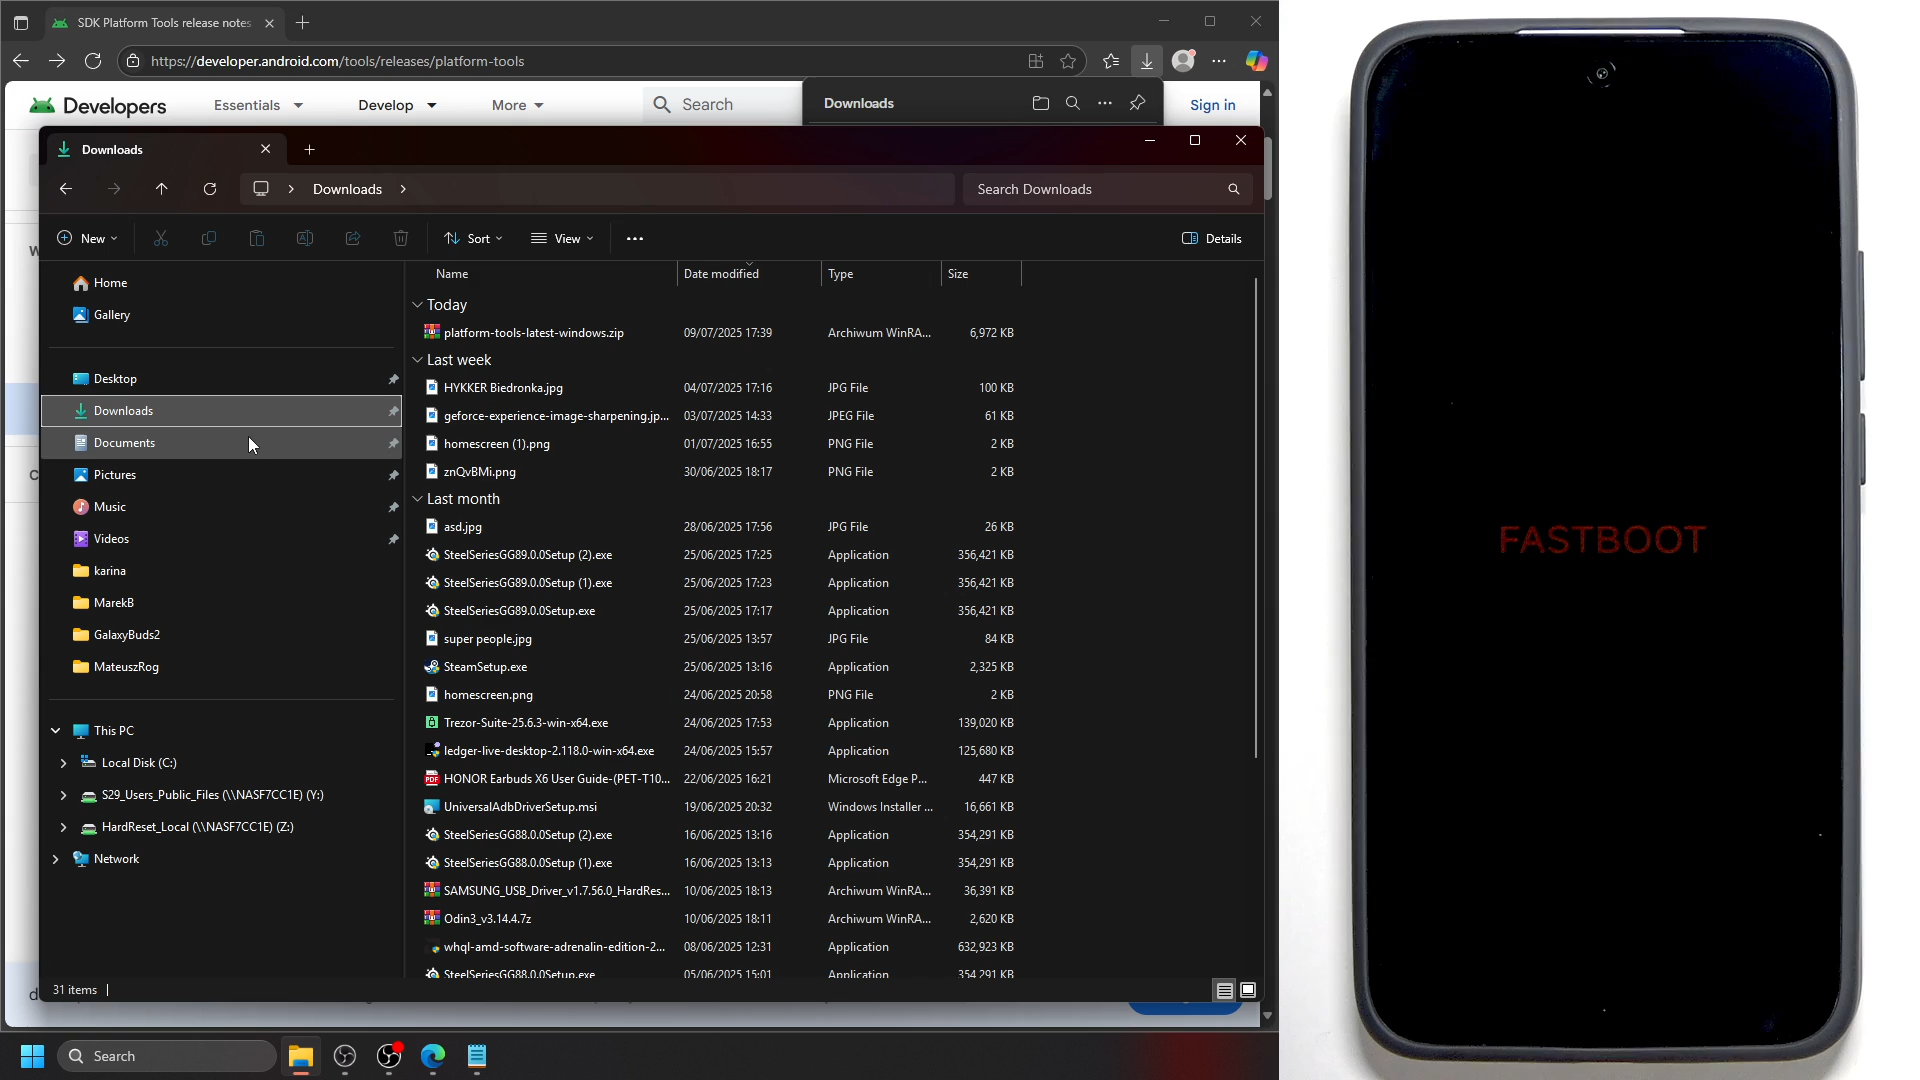 SDK Platform Tools release notes
https://developer.android.com/tools/releases/platform-tools
Developers
Essentials
Develop
More
Search
Downloads
Sign in
Downloads
Downloads
Search Downloads
New
Sort
View
Details
Home
Gallery
Desktop
Downloads
Documents
Pictures
Music
Videos
karina
MarekB
GalaxyBuds2
MateuszRog
This PC
Local Disk (C:)
S29_Users_Public_Files (\\NASF7CC1E) (Y:)
HardReset_Local (\\NASF7CC1E) (Z:)
Network
Name Date modified Type Size
Today
platform-tools-latest-windows.zip 09/07/2025 17:39 Archiwum WinRA... 6,972 KB
Last week
HYKKER Biedronka.jpg 04/07/2025 17:16 JPG File 100 KB
geforce-experience-image-sharpening.jp... 03/07/2025 14:33 JPEG File 61 KB
homescreen (1).png 01/07/2025 16:55 PNG File 2 KB
znQvBMi.png 30/06/2025 18:17 PNG File 2 KB
Last month
asd.jpg 28/06/2025 17:56 JPG File 26 KB
SteelSeriesGG89.0.0Setup (2).exe 25/06/2025 17:25 Application 356,421 KB
SteelSeriesGG89.0.0Setup (1).exe 25/06/2025 17:23 Application 356,421 KB
SteelSeriesGG89.0.0Setup.exe 25/06/2025 17:17 Application 356,421 KB
super people.jpg 25/06/2025 13:57 JPG File 84 KB
SteamSetup.exe 25/06/2025 13:16 Application 2,325 KB
homescreen.png 24/06/2025 20:58 PNG File 2 KB
Trezor-Suite-25.6.3-win-x64.exe 24/06/2025 17:53 Application 139,020 KB
ledger-live-desktop-2.118.0-win-x64.exe 24/06/2025 15:57 Application 125,680 KB
HONOR Earbuds X6 User Guide-(PET-T10... 22/06/2025 16:21 Microsoft Edge P... 447 KB
UniversalAdbDriverSetup.msi 19/06/2025 20:32 Windows Installer ... 16,661 KB
SteelSeriesGG88.0.0Setup (2).exe 16/06/2025 13:16 Application 354,291 KB
SteelSeriesGG88.0.0Setup (1).exe 16/06/2025 13:13 Application 354,291 KB
SAMSUNG_USB_Driver_v1.7.56.0_HardRes... 10/06/2025 18:13 Archiwum WinRA... 36,391 KB
Odin3_v3.14.4.7z 10/06/2025 18:11 Archiwum WinRA... 2,620 KB
whql-amd-software-adrenalin-edition-2... 08/06/2025 12:31 Application 632,923 KB
SteelSeriesGG88.0.0Setup.exe 05/06/2025 15:01 Application 354,291 KB
31 items
Search
FASTBOOT